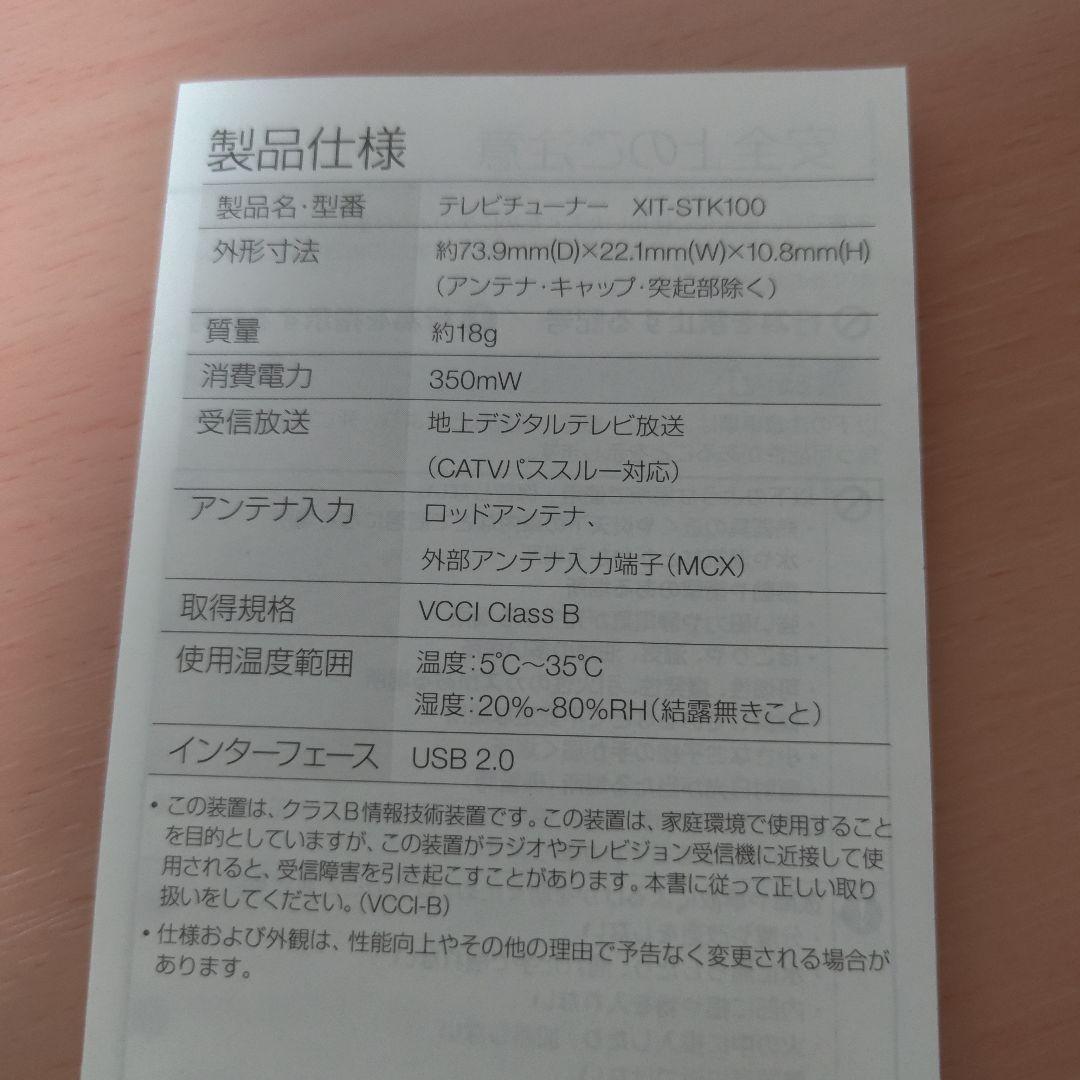 製品仕様
製品名・型番 テレビチューナー XIT-STK100
外形寸法 約73.9mm(D)×22.1mm(W)×10.8mm(H)
(アンテナ・キャップ・突起部除く)
質量 約18g
消費電力 350mW
受信放送 地上デジタルテレビ放送
(CATVパススルー対応)
アンテナ入力 ロッドアンテナ、
外部アンテナ入力端子(MCX)
取得規格 VCCI Class B
使用温度範囲 温度:5℃〜35℃
湿度:20%~80%RH(結露無きこと)
インターフェース USB 2.0
・この装置は、クラスB情報技術装置です。この装置は、家庭環境で使用すること
を目的としていますが、この装置がラジオやテレビジョン受信機に近接して使
用されると、受信障害を引き起こすことがあります。本書に従って正しい取り
扱いをしてください。(VCCI-B)
・仕様および外観は、性能向上やその他の理由で予告なく変更される場合が
あります。